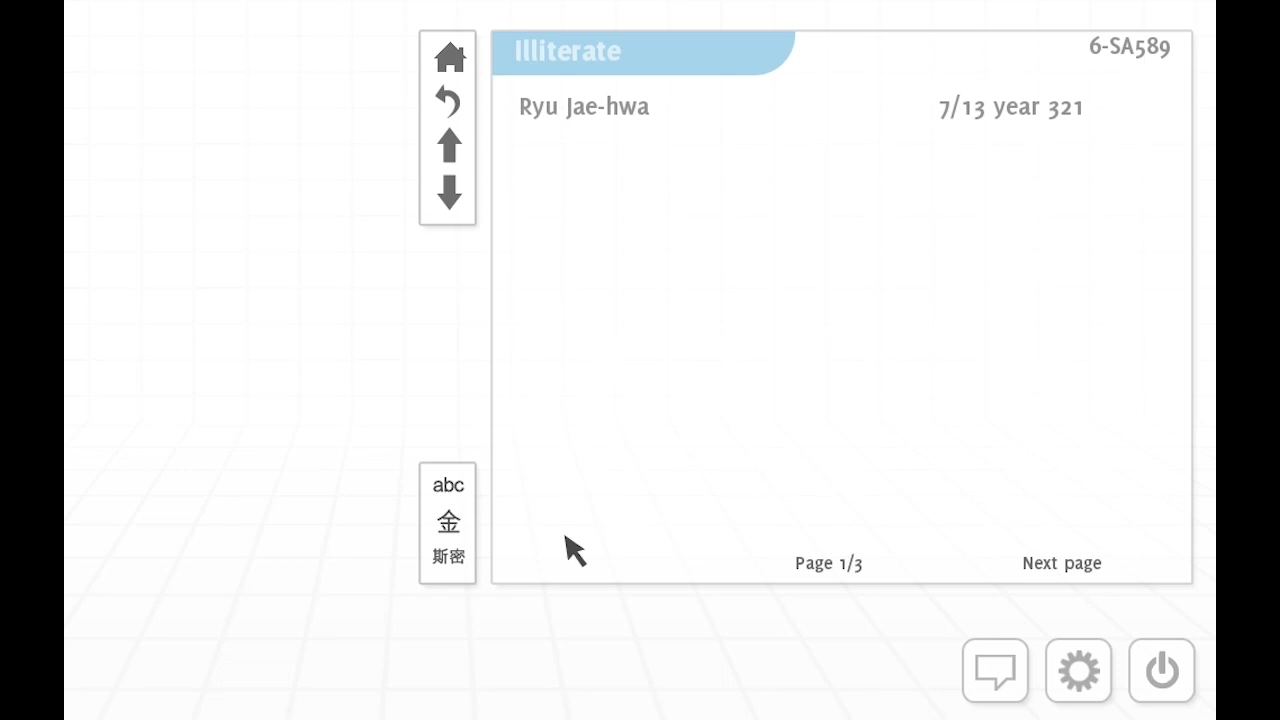 Illiterate
6-SA589
Ryu Jae-hwa
7/13 year 321
abc
金
斯密
Page 1/3
Next page